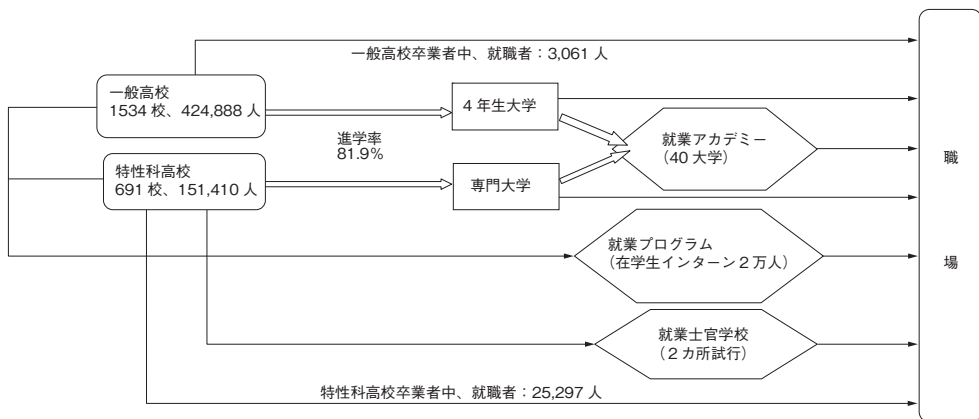 一般高校卒業者中、就職者：3,061 人
一般高校
1534 校、424,888 人
4 年生大学
進学率
81.9%
就業アカデミー
（40 大学）
特性科高校
691 校、151,410 人
専門大学
職
場
就業プログラム
（在学生インターン 2 万人）
就業士官学校
（2 カ所試行）
特性科高校卒業者中、就職者：25,297 人